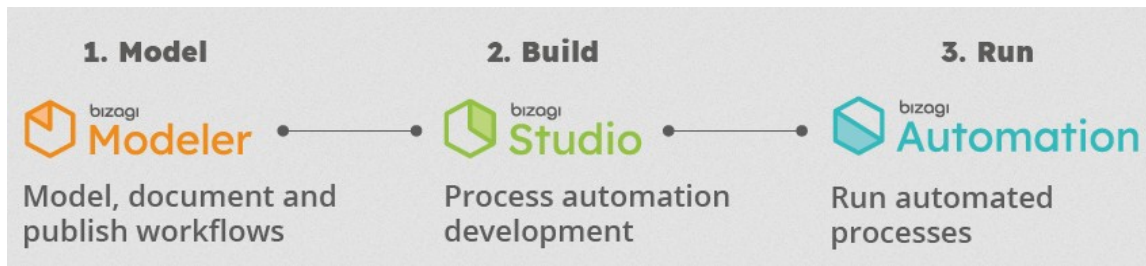 1. Model
bizagi
Modeler
Model, document and
publish workflows
2. Build
bizagi
Studio
Process automation
development
3. Run
bizagi
Automation
Run automated
processes